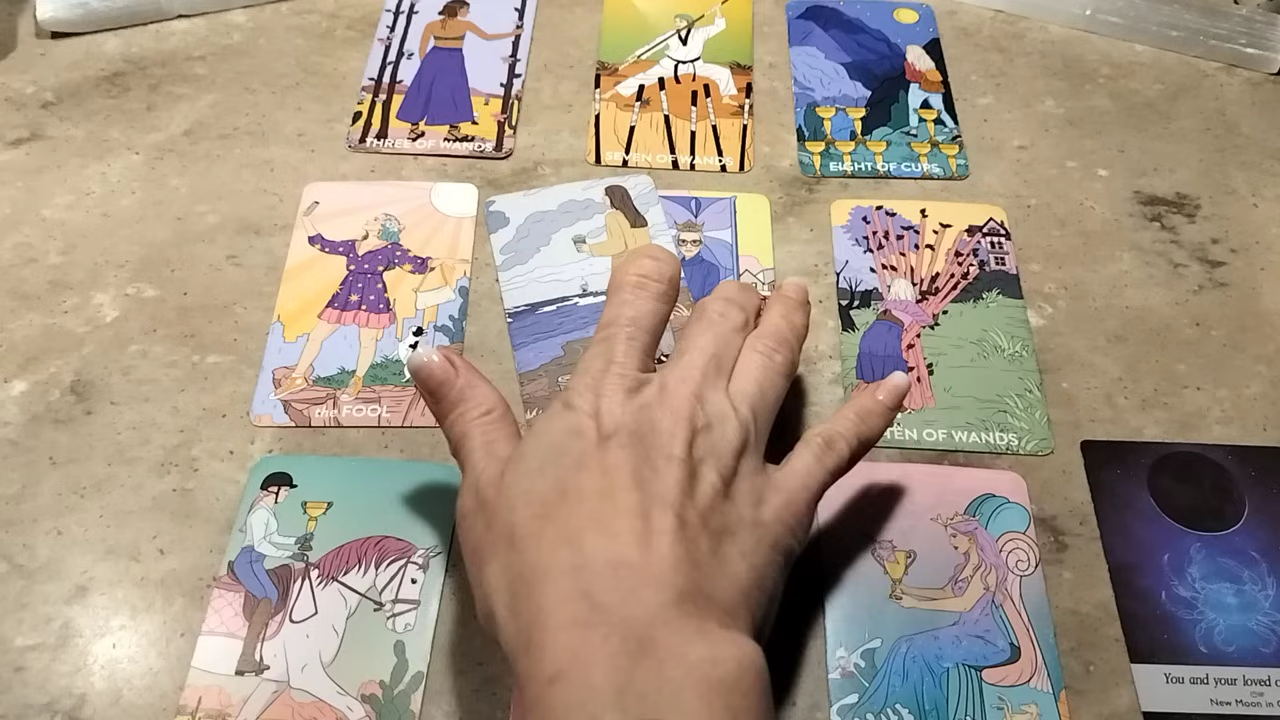 THREE OF WANDS
SEVEN OF WANDS
EIGHT OF CUPS
the FOOL
TEN OF WANDS
You and your loved
New Moon in